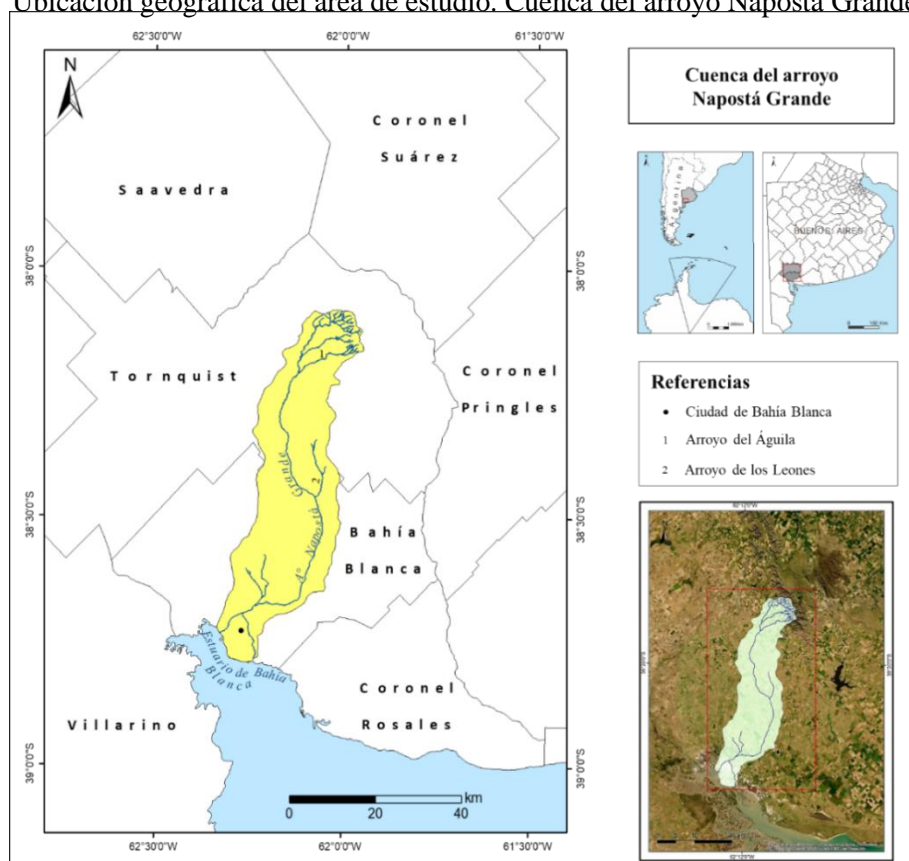 Ubicación geográfica del área de estudio. Cuenca del arroyo Napostá Grande
62°30'0"W
62°0'0"W
61°30'0"W
N
Coronel
Suárez
Saavedra
38°0'0"S
38°0'0"S
Tornquist
Coronel
Pringles
1
2
A° Napostá Grande
38°30'0"S
38°30'0"S
Bahía
Blanca
Estuario de Bahía
Blanca
Coronel
Rosales
Villarino
39°0'0"S
39°0'0"S
km
0 20 40
62°30'0"W
62°0'0"W
61°30'0"W
Cuenca del arroyo
Napostá Grande
Argentina
BUENOS AIRES
Referencias
Ciudad de Bahía Blanca
1 Arroyo del Águila
2 Arroyo de los Leones